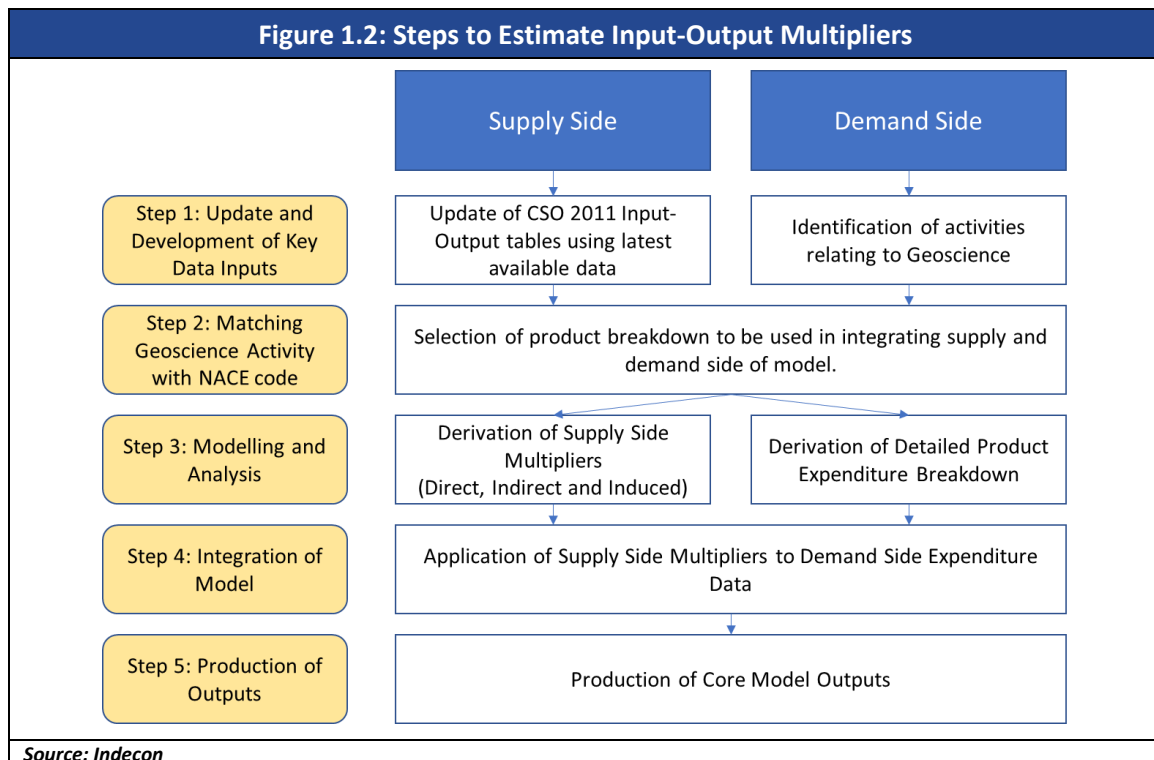 Figure 1.2: Steps to Estimate Input-Output Multipliers
Supply Side
Demand Side
Step 1: Update and
Development of Key
Data Inputs
Update of CSO 2011 Input-
Output tables using latest
available data
Identification of activities
relating to Geoscience
Step 2: Matching
Geoscience Activity
with NACE code
Selection of product breakdown to be used in integrating supply and
demand side of model.
Step 3: Modelling and
Analysis
Derivation of Supply Side
Multipliers
(Direct, Indirect and Induced)
Derivation of Detailed Product
Expenditure Breakdown
Step 4: Integration of
Model
Application of Supply Side Multipliers to Demand Side Expenditure
Data
Step 5: Production of
Outputs
Production of Core Model Outputs
Source: Indecon